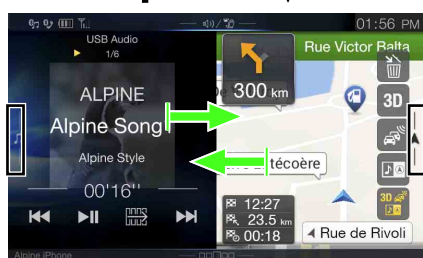 01:56 PM
USB Audio
1/6
ALPINE
Alpine Song
Alpine Style
00'16''
Alpine iPhone
Rue Victor Balta
300 km
3D
técoère
3D
12:27
23.5 km
00:18
Rue de Rivoli